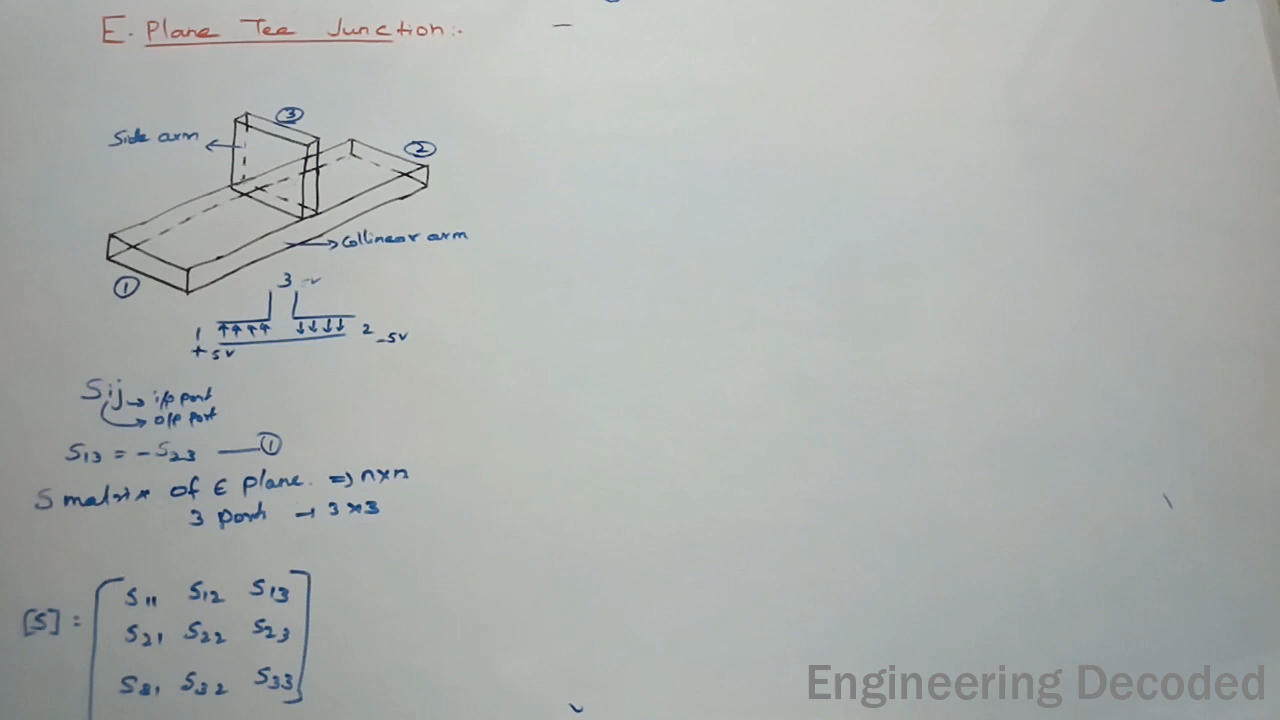 E. Plane Tee Junction:-
③
Side arm
②
Collinear arm
①
3
1
2
-5V
+5V
Sij → i/p port
→ o/p port
S13 = -S23 — ①
S matrix of E plane. => n×n
3 port → 3×3
[S] :
S11 S12 S13
S21 S22 S23
S31 S32 S33
Engineering Decoded